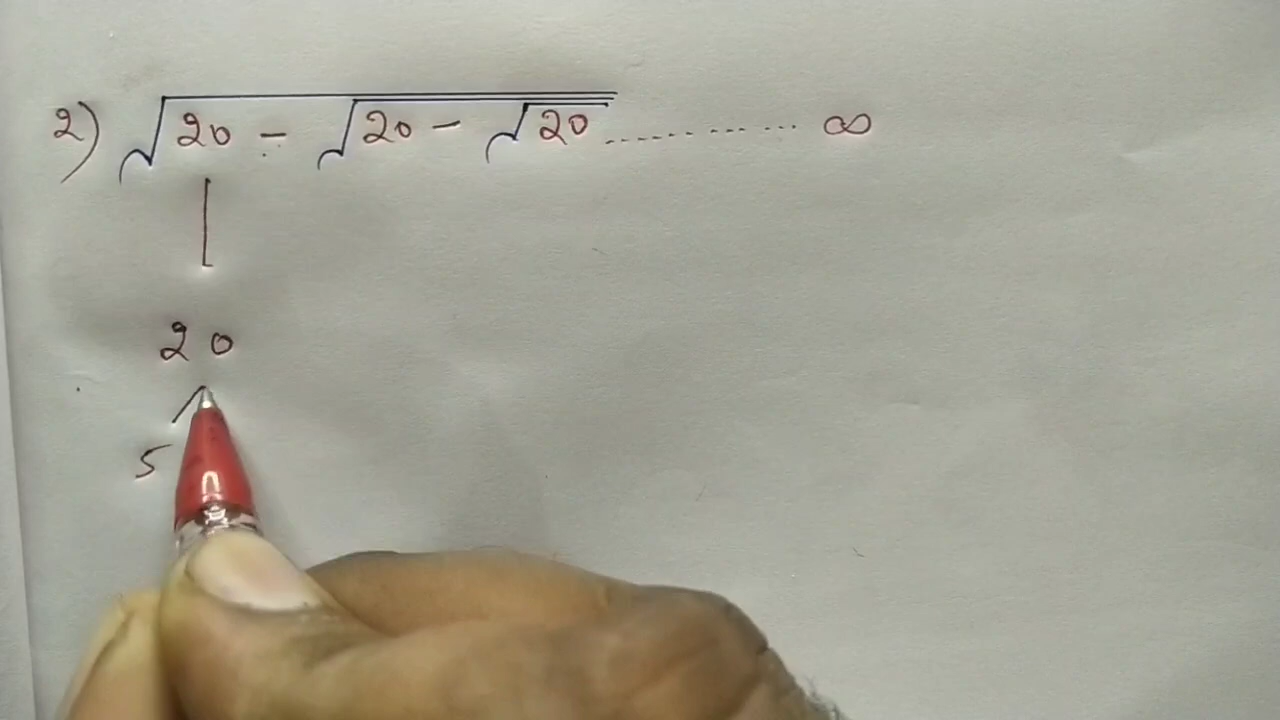 2) √20 - √20 - √20 ............ ∞
20
5